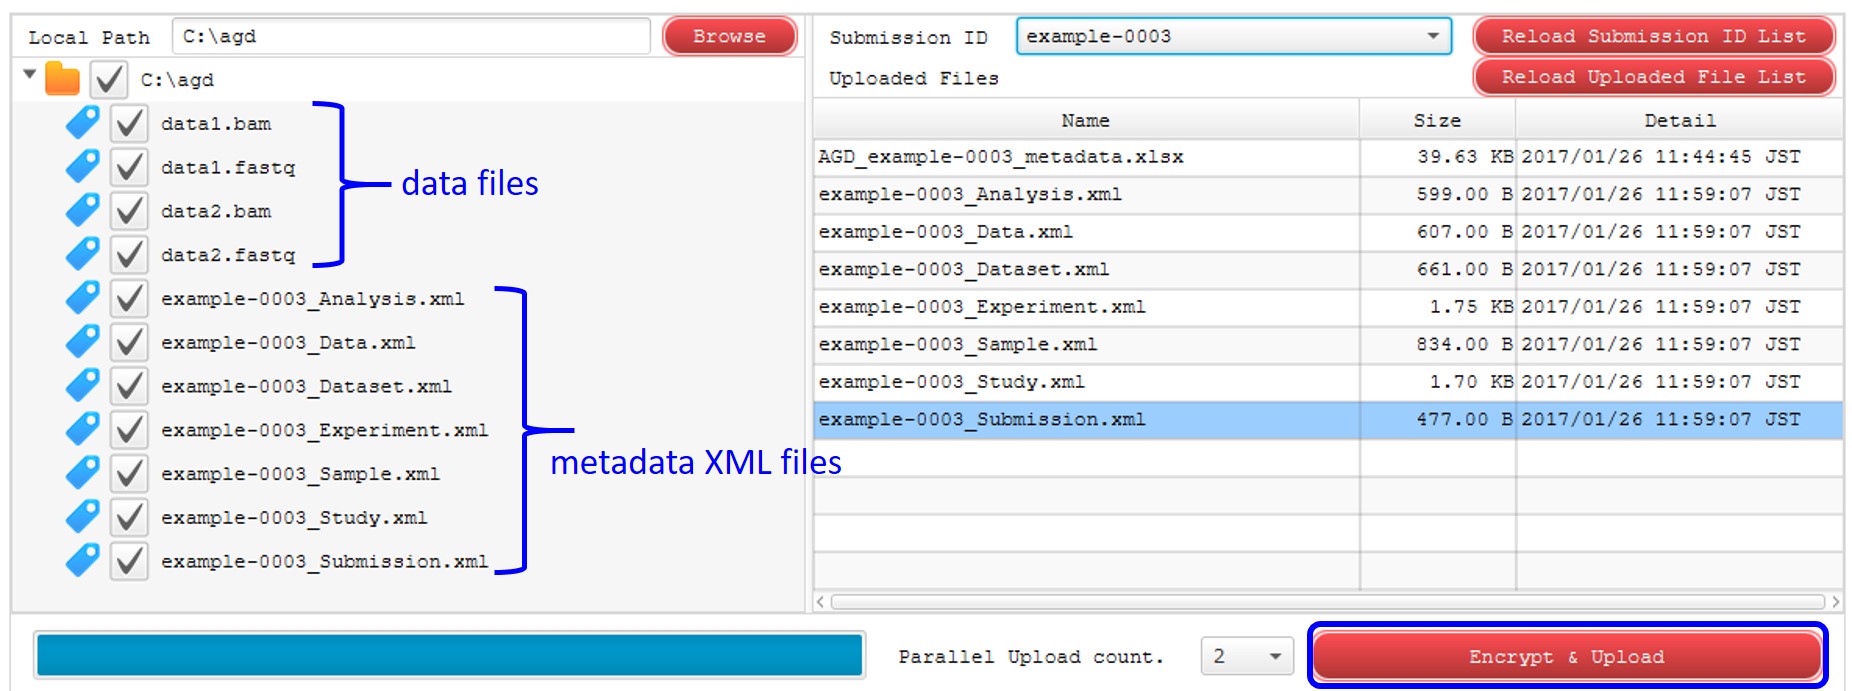 Local Path C:\agd Browse
C:\agd
data1.bam
data1.fastq
data2.bam
data2.fastq
data files
example-0003_Analysis.xml
example-0003_Data.xml
example-0003_Dataset.xml
example-0003_Experiment.xml
example-0003_Sample.xml
example-0003_Study.xml
example-0003_Submission.xml
metadata XML files
Submission ID example-0003 Reload Submission ID List
Uploaded Files Reload Uploaded File List
Name Size Detail
AGD_example-0003_metadata.xlsx 39.63 KB 2017/01/26 11:44:45 JST
example-0003_Analysis.xml 599.00 B 2017/01/26 11:59:07 JST
example-0003_Data.xml 607.00 B 2017/01/26 11:59:07 JST
example-0003_Dataset.xml 661.00 B 2017/01/26 11:59:07 JST
example-0003_Experiment.xml 1.75 KB 2017/01/26 11:59:07 JST
example-0003_Sample.xml 834.00 B 2017/01/26 11:59:07 JST
example-0003_Study.xml 1.70 KB 2017/01/26 11:59:07 JST
example-0003_Submission.xml 477.00 B 2017/01/26 11:59:07 JST
Parallel Upload count. 2 Encrypt & Upload